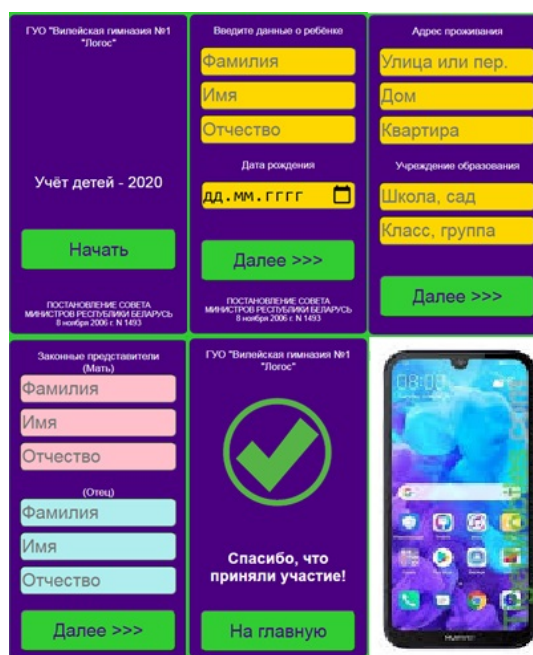 ГУО "Вилейская гимназия №1
"Логос"
Учёт детей - 2020
Начать
ПОСТАНОВЛЕНИЕ СОВЕТА
МИНИСТРОВ РЕСПУБЛИКИ БЕЛАРУСЬ
8 ноября 2006 г. N 1493
Введите данные о ребёнке
Фамилия
Имя
Отчество
Дата рождения
дд.мм.гггг
Далее >>>
ПОСТАНОВЛЕНИЕ СОВЕТА
МИНИСТРОВ РЕСПУБЛИКИ БЕЛАРУСЬ
8 ноября 2006 г. N 1493
Адрес проживания
Улица или пер.
Дом
Квартира
Учреждение образования
Школа, сад
Класс, группа
Далее >>>
Законные представители
(Мать)
Фамилия
Имя
Отчество
(Отец)
Фамилия
Имя
Отчество
Далее >>>
ГУО "Вилейская гимназия №1
"Логос"
Спасибо, что
приняли участие!
На главную
08:08
HUAWEI